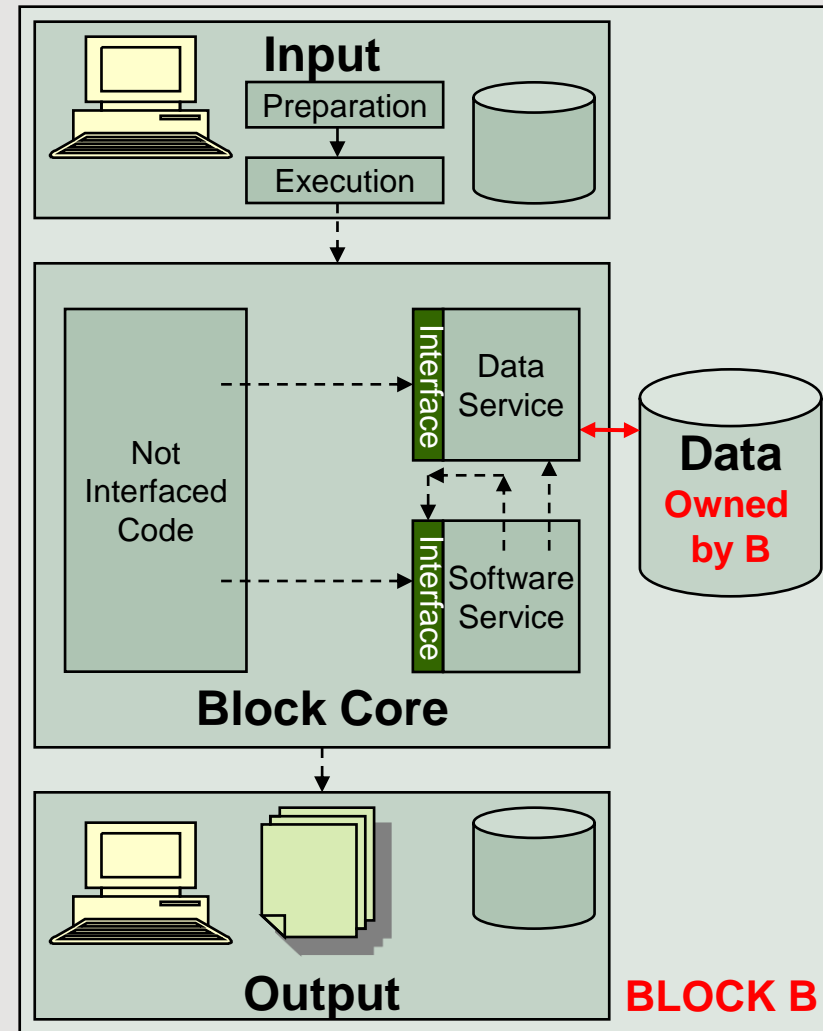 Input
Preparation
Execution
Not
Interfaced
Code
Interface
Data
Service
Interface
Software
Service
Block Core
Data
Owned
by B
Output
BLOCK B